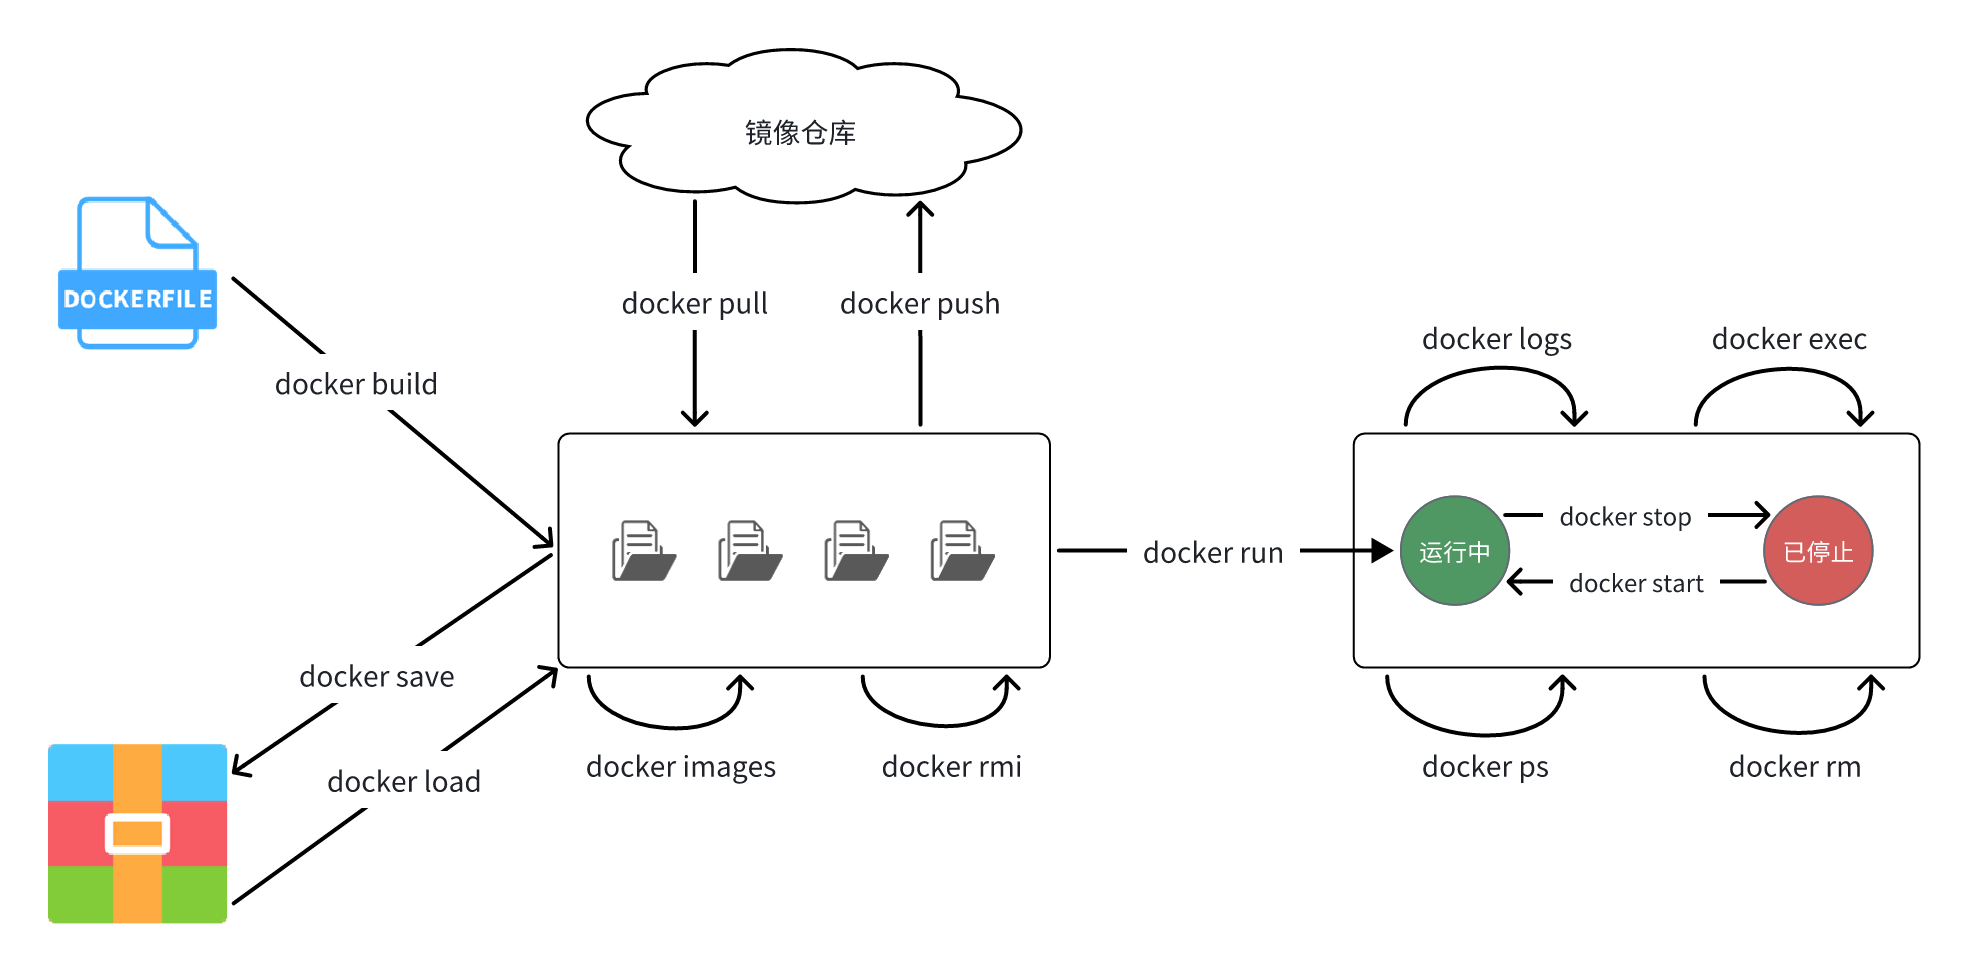 镜像仓库
DOCKERFILE
docker pull
docker push
docker build
docker logs
docker exec
docker run
运行中
docker stop
docker start
已停止
docker save
docker load
docker images
docker rmi
docker ps
docker rm